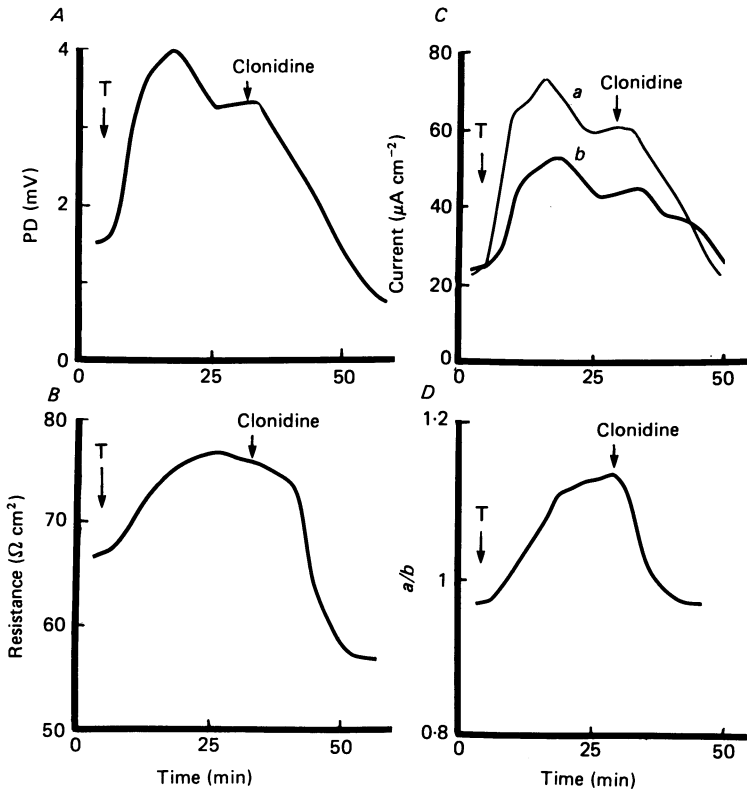 A
4
T
Clonidine
PD (mV)
2
0
0
25
50
C
80
a
Clonidine
T
60
b
Current (μA cm−2)
40
20
0
0
25
50
B
80
T
Clonidine
Resistance (Ω cm2)
70
60
50
0
25
50
Time (min)
D
1·2
Clonidine
T
a/b
1
0·8
0
25
50
Time (min)